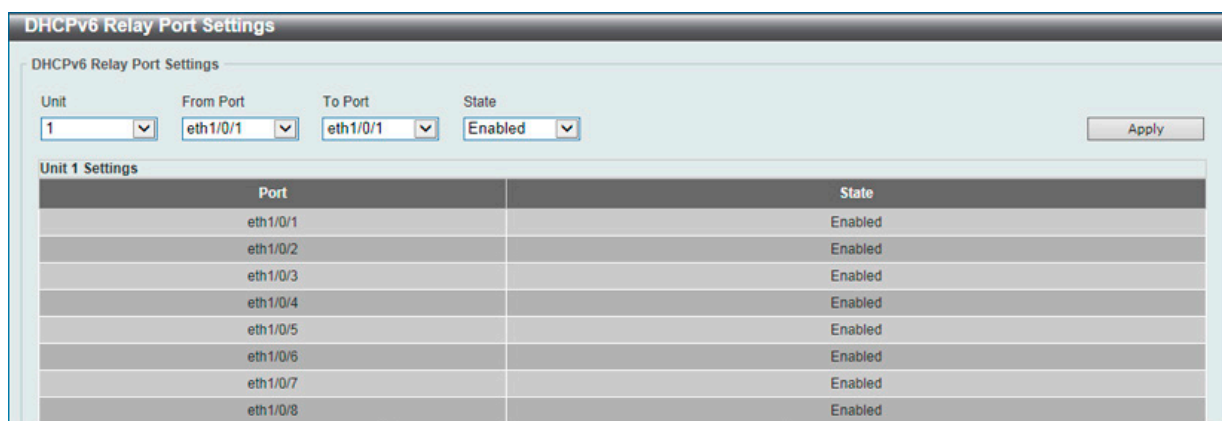 DHCPv6 Relay Port Settings
DHCPv6 Relay Port Settings
Unit From Port To Port State
1 eth1/0/1 eth1/0/1 Enabled Apply
Unit 1 Settings
Port State
eth1/0/1 Enabled
eth1/0/2 Enabled
eth1/0/3 Enabled
eth1/0/4 Enabled
eth1/0/5 Enabled
eth1/0/6 Enabled
eth1/0/7 Enabled
eth1/0/8 Enabled